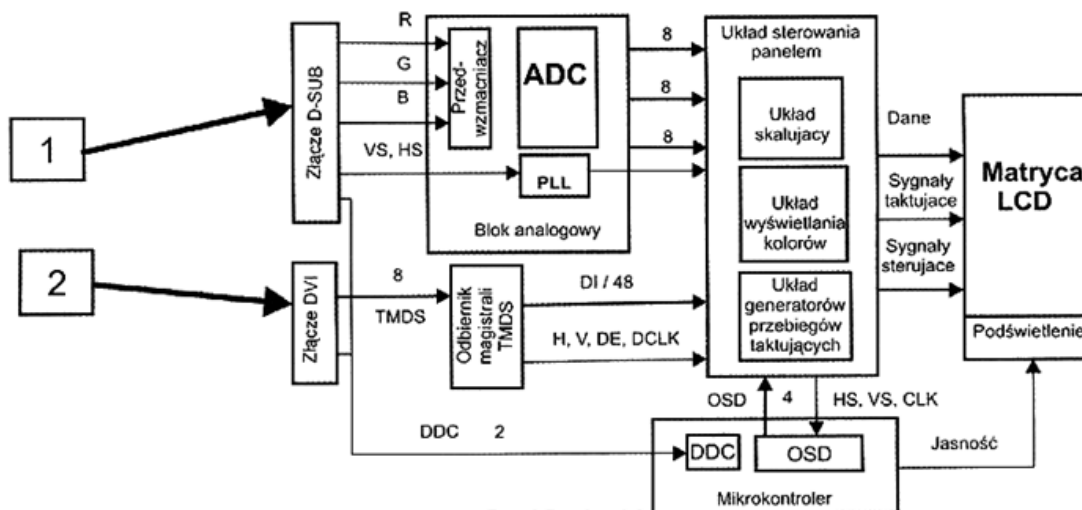 1
2
Złącze D-SUB
Złącze DVI
R
G
B
VS, HS
Przed-
wzmacniacz
ADC
PLL
Blok analogowy
8
8
8
Układ sterowania
panelem
Układ
skalujacy
Układ
wyświetlania
kolorów
Układ
generatorów
przebiegów
taktujących
Dane
Sygnały
taktujace
Sygnały
sterujace
Matryca
LCD
Podświetlenie
8
TMDS
Odbiernik
magistrali
TMDS
DI / 48
H, V, DE, DCLK
OSD
4
HS, VS, CLK
DDC 2
DDC
OSD
Mikrokontroler
Jasność